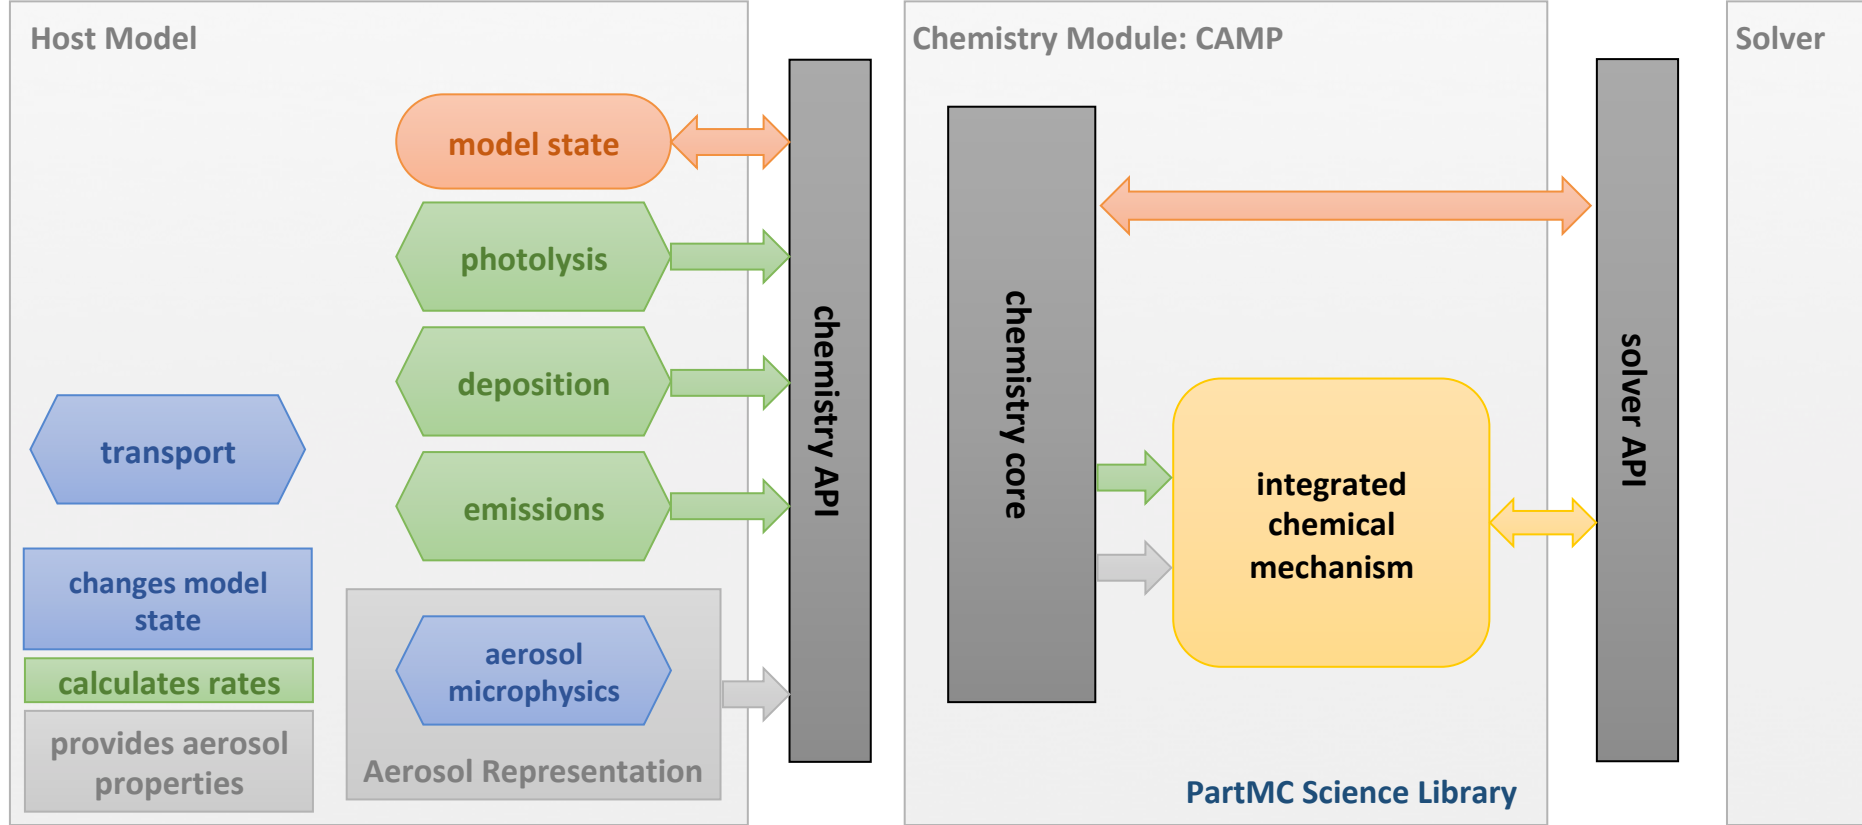 Host Model
model state
photolysis
deposition
emissions
transport
changes model
state
calculates rates
provides aerosol
properties
aerosol
microphysics
Aerosol Representation
chemistry API
Chemistry Module: CAMP
chemistry core
integrated
chemical
mechanism
PartMC Science Library
solver API
Solver